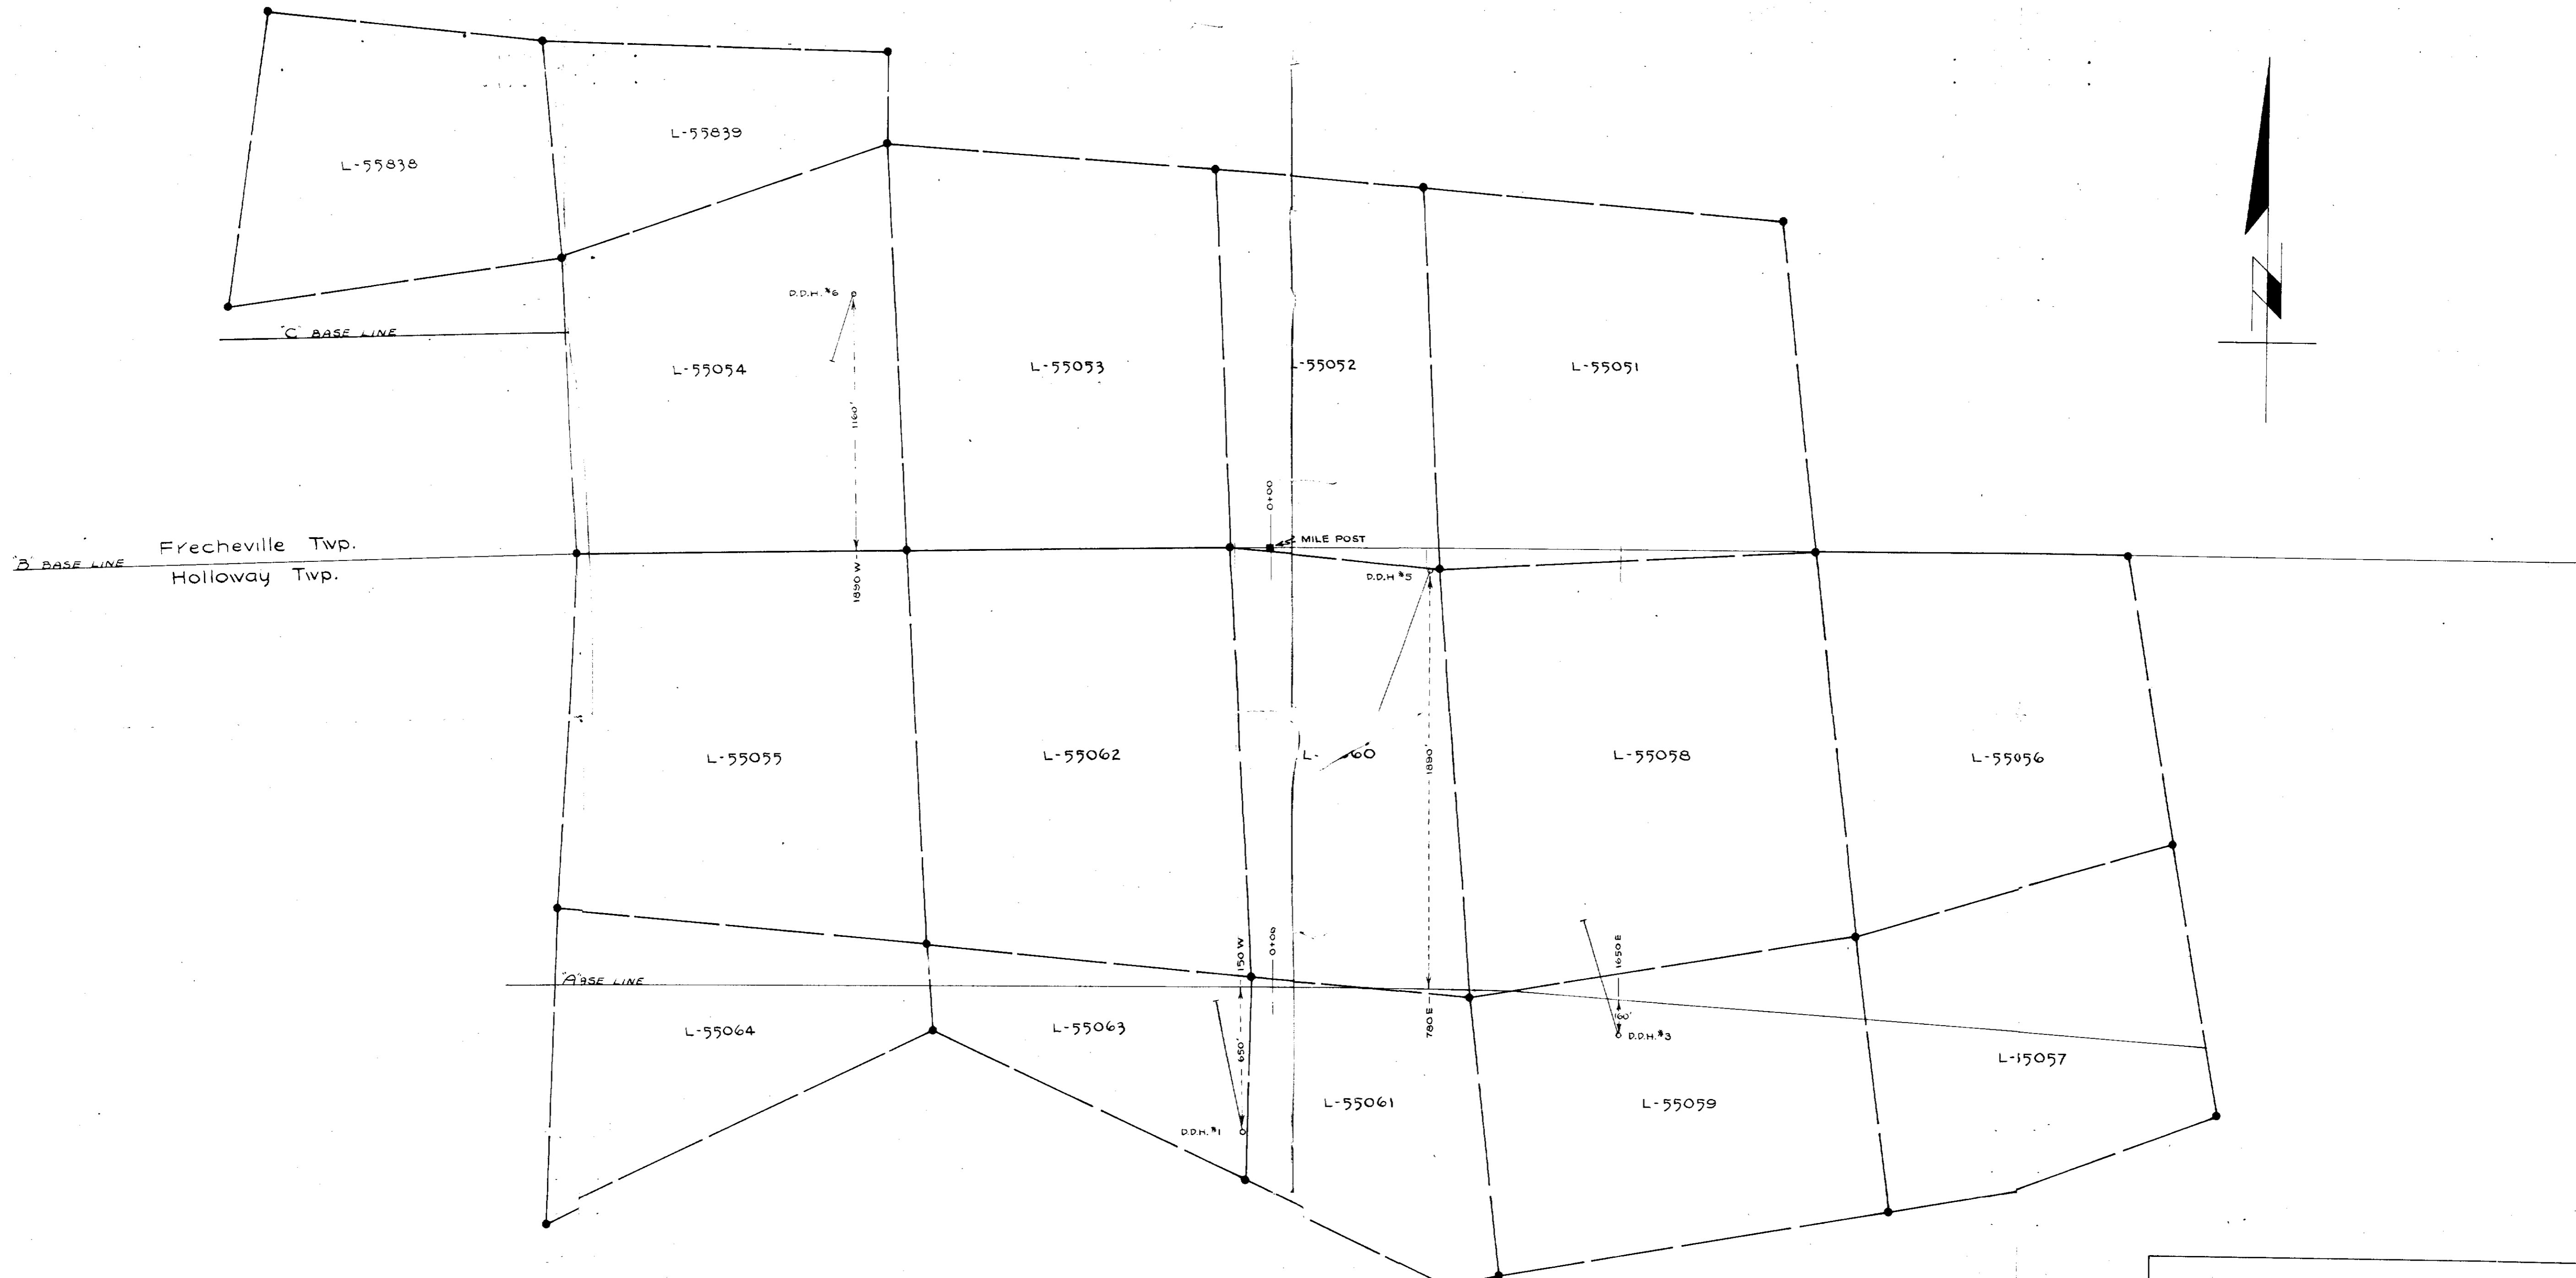 L-55839
L-55838
D.D.H. #6
"C" BASE LINE
L-55054
L-55053
L-55052
L-55051
1160'
0+00
MILE POST
Frecheville Twp.
"B" BASE LINE
Holloway Twp.
1890 W
D.D.H #5
L-55055
L-55062
L- 60
1890'
L-55058
L-55056
150 W
0+00
1650 E
"A" BASE LINE
780 E
160'
L-55064
L-55063
650'
D.D.H. #3
L-55057
D.D.H. #1
L-55061
L-55059